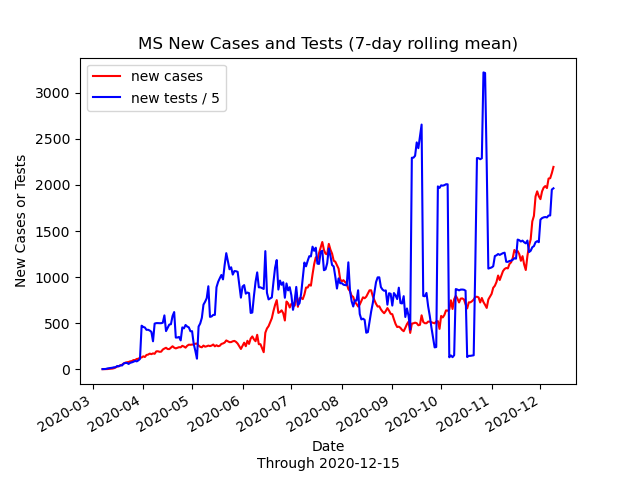 MS New Cases and Tests (7-day rolling mean)
new cases
new tests / 5
New Cases or Tests
3000
2500
2000
1500
1000
500
0
2020-03
2020-04
2020-05
2020-06
2020-07
2020-08
2020-09
2020-10
2020-11
2020-12
Date
Through 2020-12-15